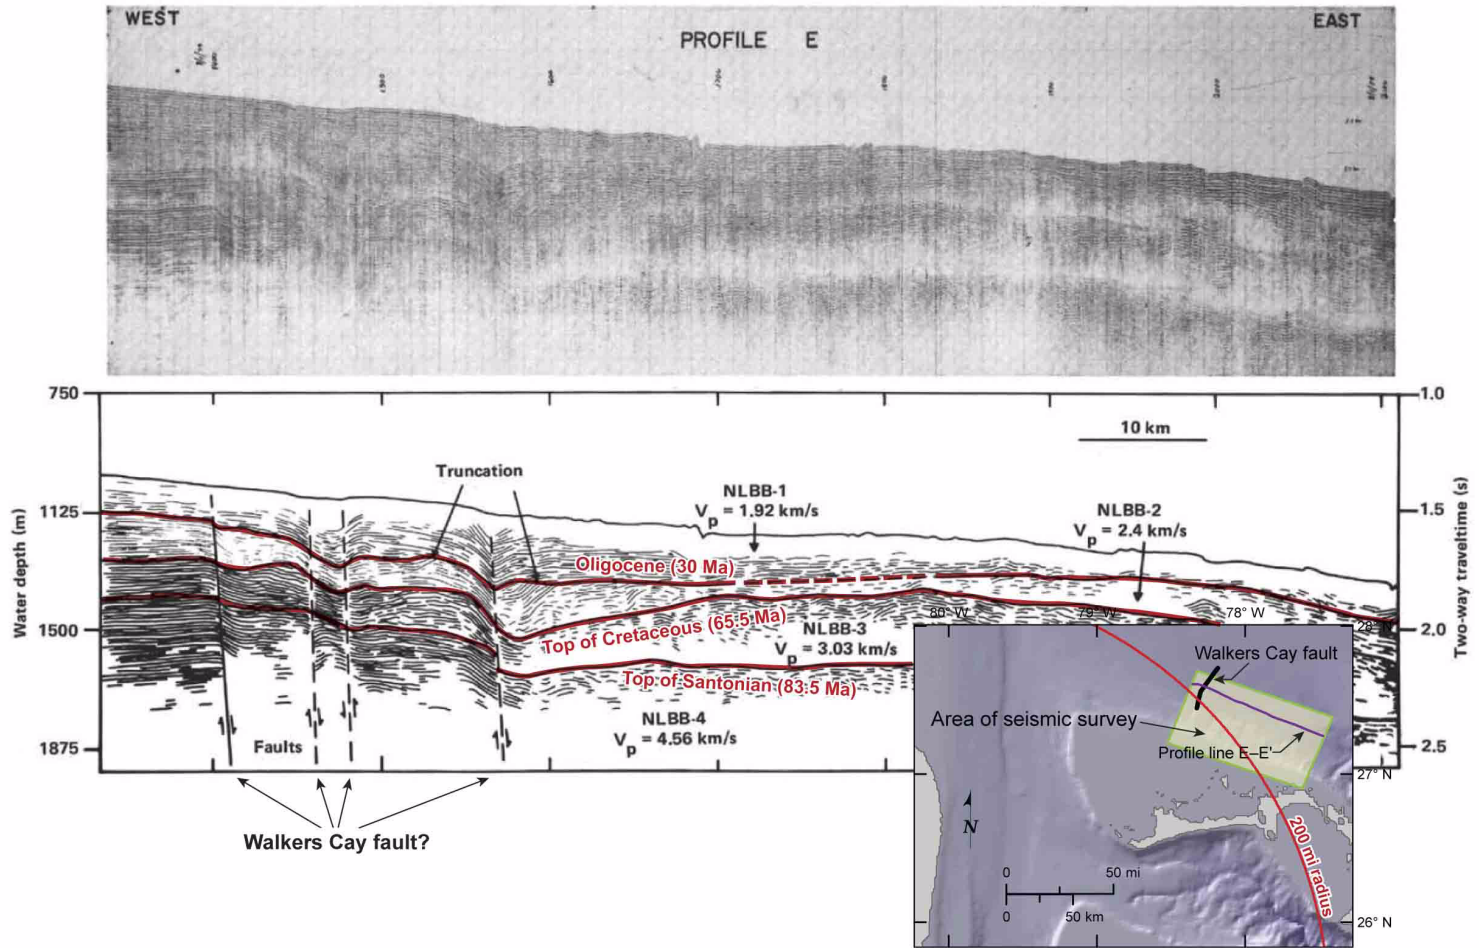 WEST
EAST
PROFILE E
750
1.0
10 km
Truncation
NLBB-1
Vp = 1.92 km/s
NLBB-2
Vp = 2.4 km/s
1125
1.5
Oligocene (30 Ma)
Water depth (m)
Two-way traveltime (s)
80° W
79° W
78° W
28° N
Top of Cretaceous (65.5 Ma)
1500
2.0
NLBB-3
Vp = 3.03 km/s
Walkers Cay fault
Top of Santonian (83.5 Ma)
Area of seismic survey
NLBB-4
Vp = 4.56 km/s
Faults
Profile line E–E'
1875
2.5
27° N
Walkers Cay fault?
N
200 mi radius
0
50 mi
0
50 km
26° N